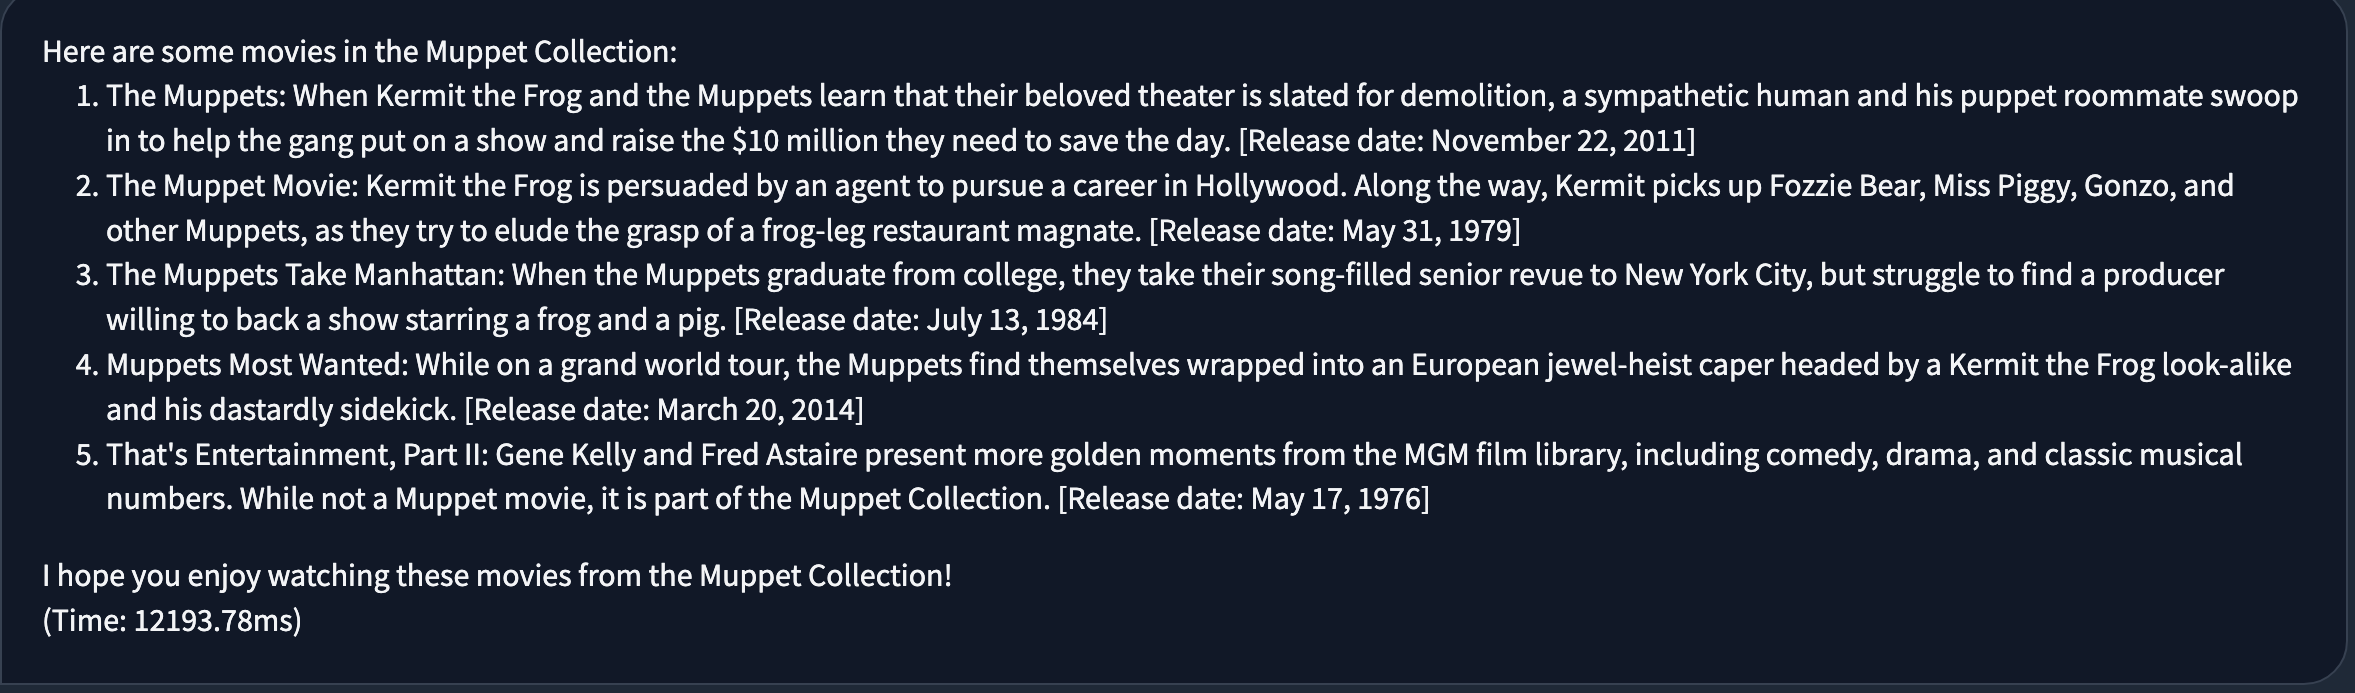 Here are some movies in the Muppet Collection:
1. The Muppets: When Kermit the Frog and the Muppets learn that their beloved theater is slated for demolition, a sympathetic human and his puppet roommate swoop
in to help the gang put on a show and raise the $10 million they need to save the day. [Release date: November 22, 2011]
2. The Muppet Movie: Kermit the Frog is persuaded by an agent to pursue a career in Hollywood. Along the way, Kermit picks up Fozzie Bear, Miss Piggy, Gonzo, and
other Muppets, as they try to elude the grasp of a frog-leg restaurant magnate. [Release date: May 31, 1979]
3. The Muppets Take Manhattan: When the Muppets graduate from college, they take their song-filled senior revue to New York City, but struggle to find a producer
willing to back a show starring a frog and a pig. [Release date: July 13, 1984]
4. Muppets Most Wanted: While on a grand world tour, the Muppets find themselves wrapped into an European jewel-heist caper headed by a Kermit the Frog look-alike
and his dastardly sidekick. [Release date: March 20, 2014]
5. That's Entertainment, Part II: Gene Kelly and Fred Astaire present more golden moments from the MGM film library, including comedy, drama, and classic musical
numbers. While not a Muppet movie, it is part of the Muppet Collection. [Release date: May 17, 1976]
I hope you enjoy watching these movies from the Muppet Collection!
(Time: 12193.78ms)